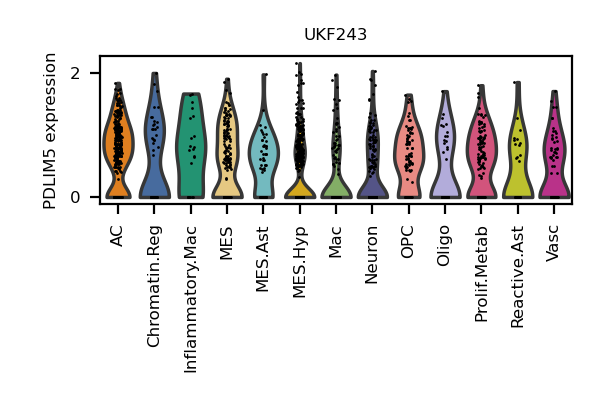 UKF243
PDLIM5 expression
2
0
AC
Chromatin.Reg
Inflammatory.Mac
MES
MES.Ast
MES.Hyp
Mac
Neuron
OPC
Oligo
Prolif.Metab
Reactive.Ast
Vasc